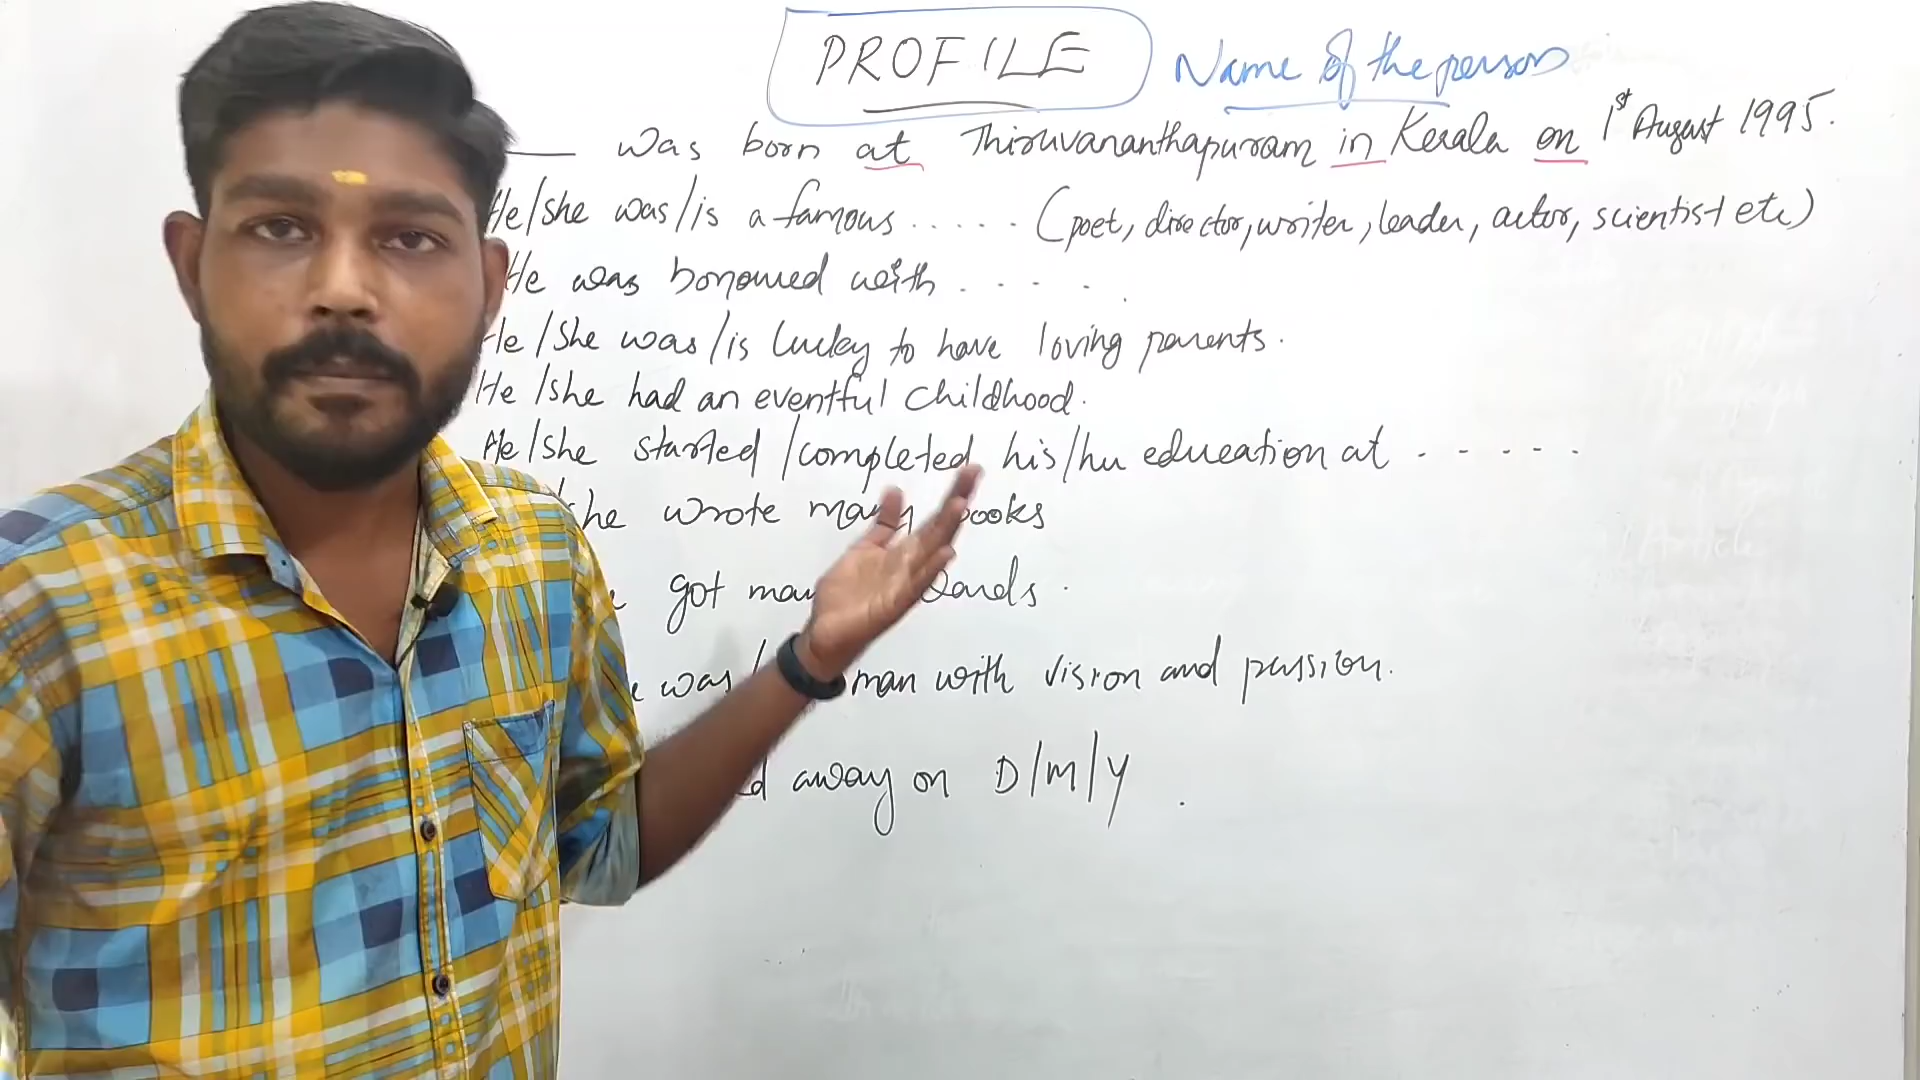 PROFILE Name of the person
was born at Thiruvananthapuram in Kerala on 1st August 1995.
He/she was/is a famous ..... (poet, director, writer, leader, actor, scientist etc)
He was honoured with . . . . .
He/She was/is lucky to have loving parents.
He/she had an eventful childhood.
He/she started/completed his/her education at . - - - .
she wrote many books
got
was man with vision and passion.
away on D/M/Y .